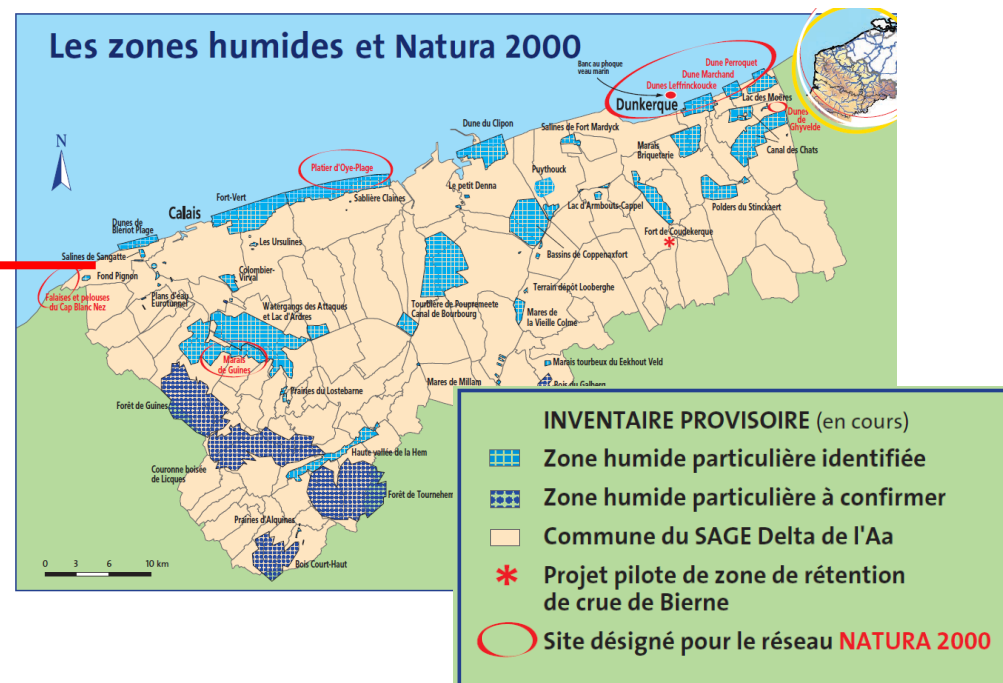 Les zones humides et Natura 2000
Banc au phoque
veau marin
Dune Perroquet
Dune Marchand
Dunes Leffrinckoucke
Dunkerque
Lac des Moëres
Dunes
de
Ghyvelde
Canal des Chats
Dune du Clipon
Salines de Fort Mardyck
Marais
Briqueterie
N
Platier d'Oye-Plage
Puythouck
Le petit Denna
Sablière Claines
Fort-Vert
Lac d'Armbouts-Cappel
Polders du Stinckaert
Calais
Dunes de
Blériot Plage
Fort de Coudekerque
*
Les Ursulines
Salines de Sangatte
Bassins de Coppenaxfort
Fond Pignon
Colombier-
Virval
Falaises et pelouses
du Cap Blanc Nez
Plans d'eau
Eurotunnel
Terrain dépôt Looberghe
Watergangs des Attaques
et Lac d'Ardres
Tourbière de Poupremeete
Canal de Bourbourg
Mares de
la Vieille Colme
Marais
de Guines
Marais tourbeux du Eekhout Veld
Mares de Millam
Bois du Galberg
Prairies du Lostebarne
Forêt de Guines
Haute vallée de la Hem
Couronne boisée
de Licques
Forêt de Tournehem
Prairies d'Alquines
Bois Court-Haut
0 3 6 10 km
INVENTAIRE PROVISOIRE (en cours)
Zone humide particulière identifiée
Zone humide particulière à confirmer
Commune du SAGE Delta de l'Aa
* Projet pilote de zone de rétention
de crue de Bierne
Site désigné pour le réseau NATURA 2000